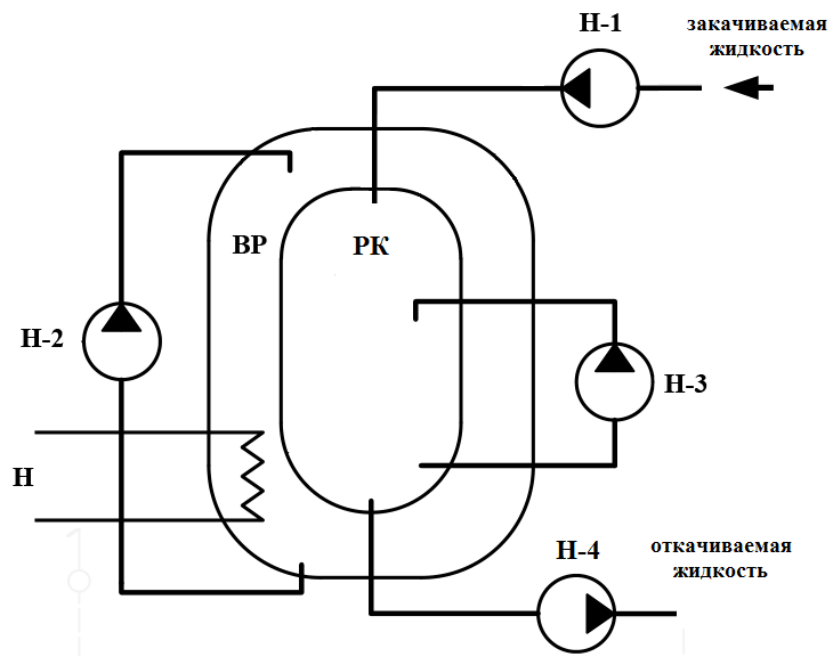 Н-1
закачиваемая
жидкость
ВР
РК
Н-2
Н-3
Н
Н-4
откачиваемая
жидкость